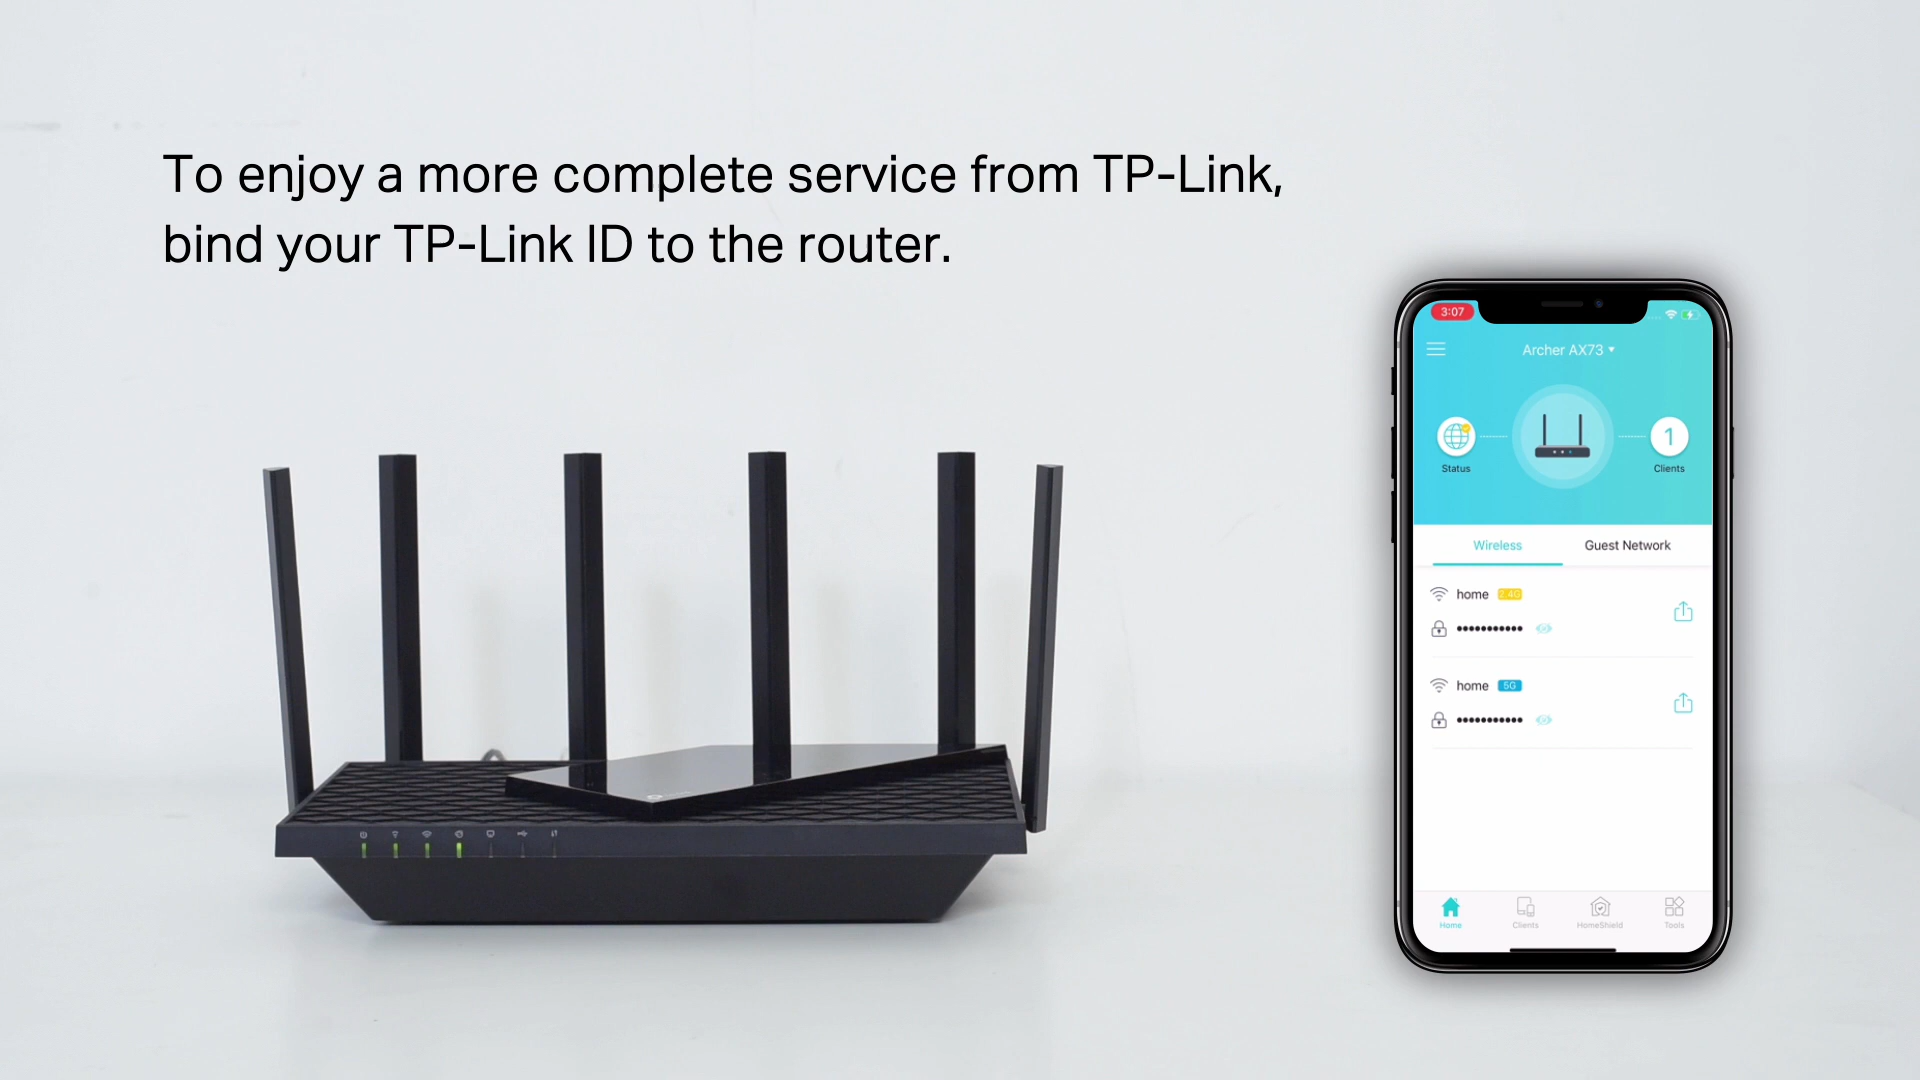 To enjoy a more complete service from TP-Link,
bind your TP-Link ID to the router.
3:07
Archer AX73
1
Status
Clients
Wireless
Guest Network
home 2.4G
home 5G
Home
Clients
HomeShield
Tools